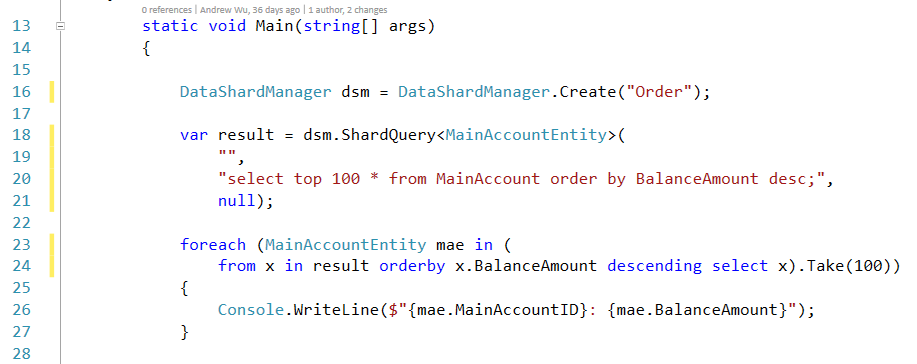 0 references | Andrew Wu, 36 days ago | 1 author, 2 changes
13 static void Main(string[] args)
14 {
15
16 DataShardManager dsm = DataShardManager.Create("Order");
17
18 var result = dsm.ShardQuery<MainAccountEntity>(
19 "",
20 "select top 100 * from MainAccount order by BalanceAmount desc;",
21 null);
22
23 foreach (MainAccountEntity mae in (
24 from x in result orderby x.BalanceAmount descending select x).Take(100))
25 {
26 Console.WriteLine($"{mae.MainAccountID}: {mae.BalanceAmount}");
27 }
28